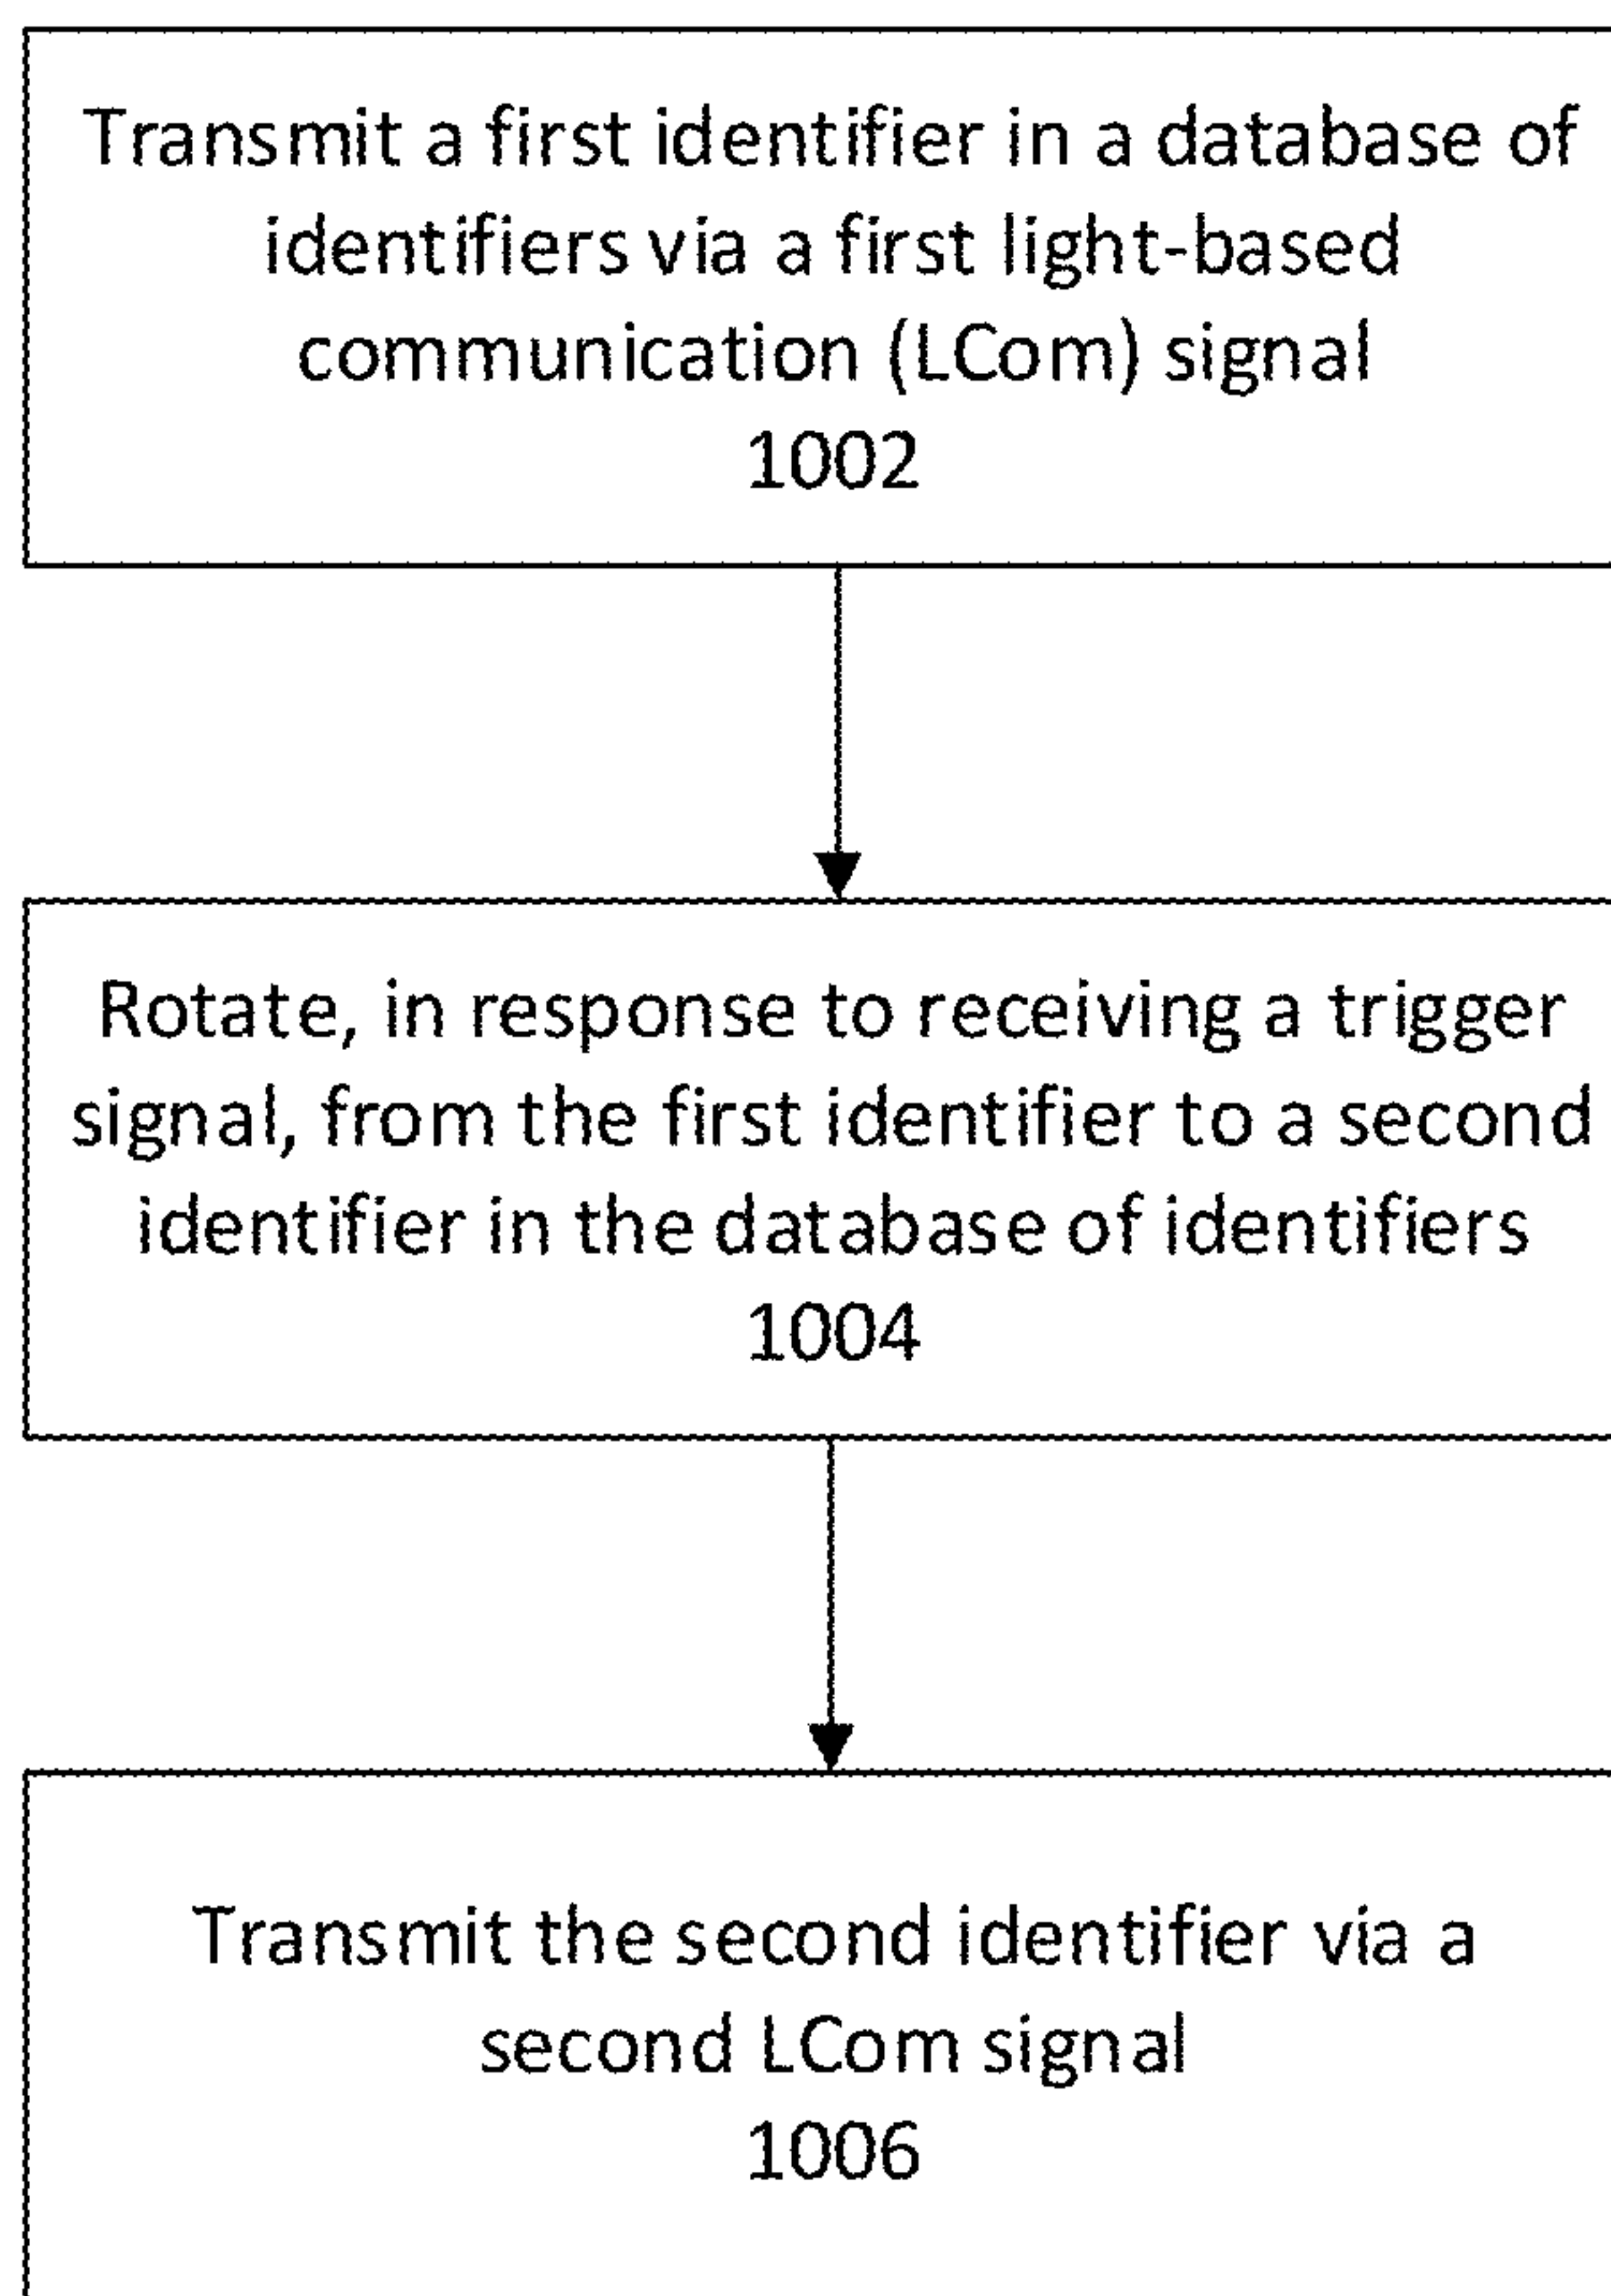 Transmit a first identifier in a database of
identifiers via a first light-based
communication (LCom) signal
1002
Rotate, in response to receiving a trigger
signal, from the first identifier to a second
identifier in the database of identifiers
1004
Transmit the second identifier via a
second LCom signal
1006